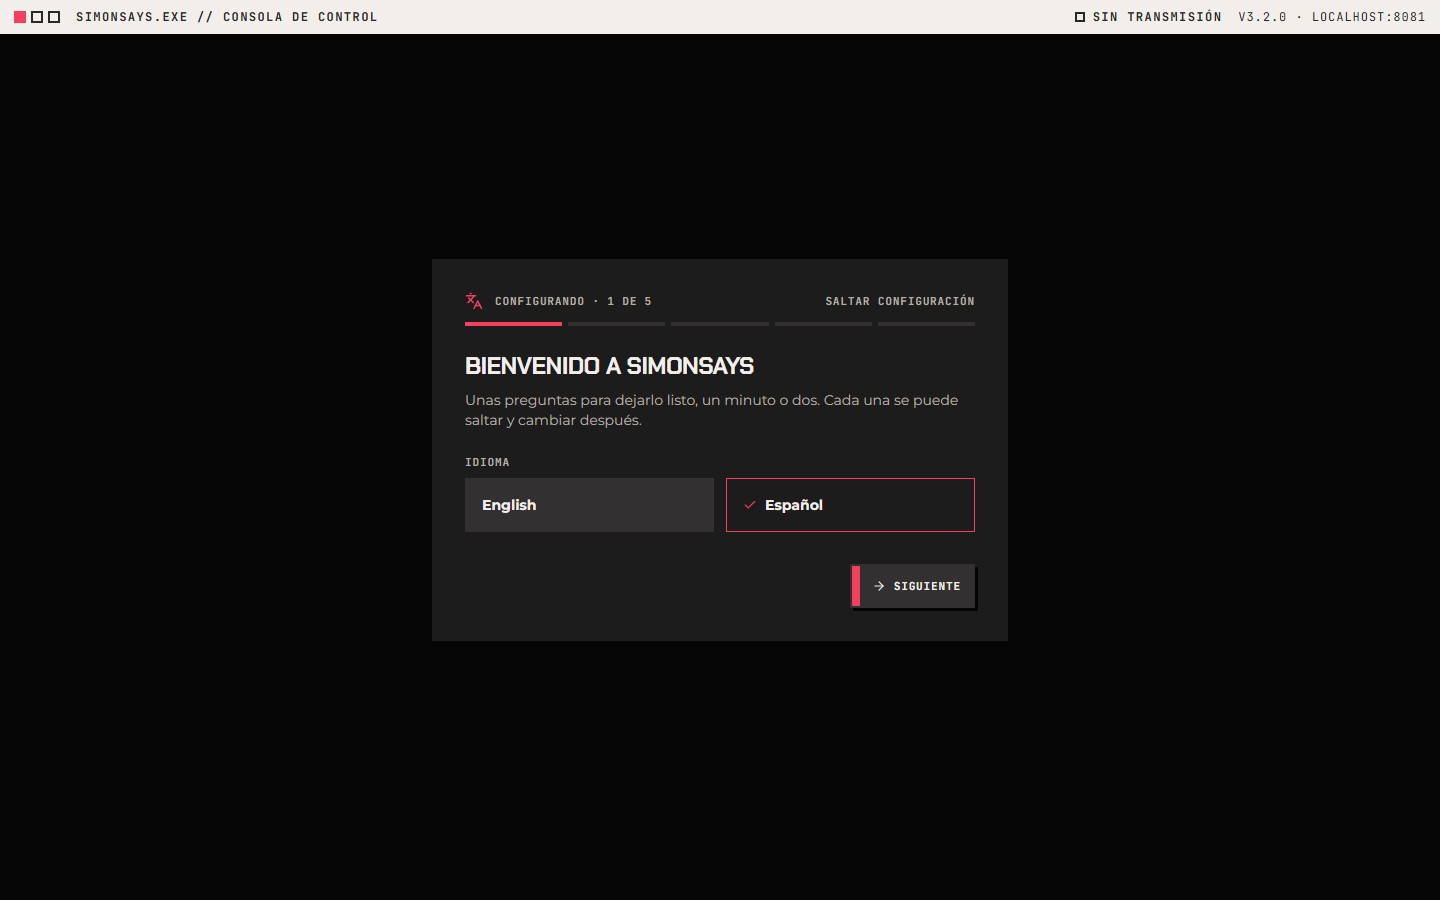 SIMONSAYS.EXE // CONSOLA DE CONTROL
SIN TRANSMISIÓN V3.2.0 · LOCALHOST:8081
CONFIGURANDO · 1 DE 5
SALTAR CONFIGURACIÓN
BIENVENIDO A SIMONSAYS
Unas preguntas para dejarlo listo, un minuto o dos. Cada una se puede
saltar y cambiar después.
IDIOMA
English
Español
SIGUIENTE